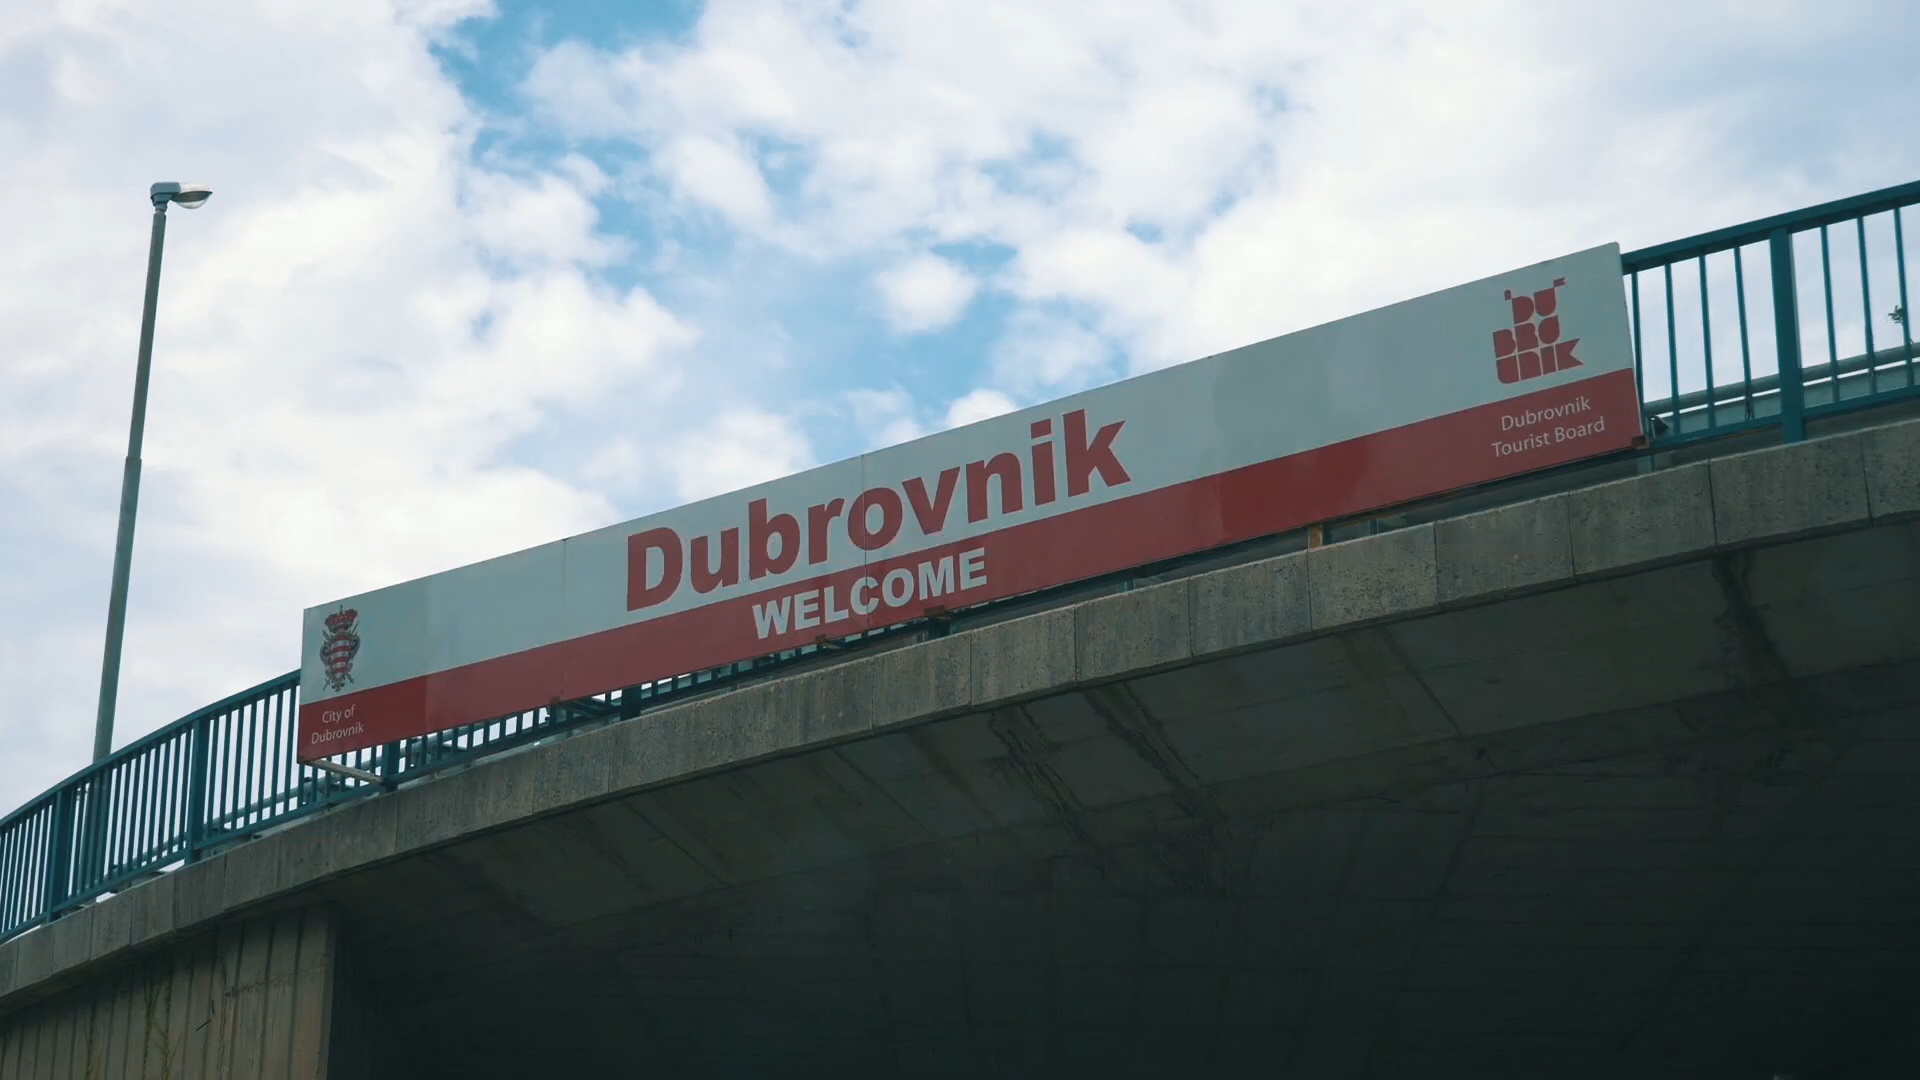 Dubrovnik
WELCOME
City of
Dubrovnik
DU
BRO
VNIK
Dubrovnik
Tourist Board